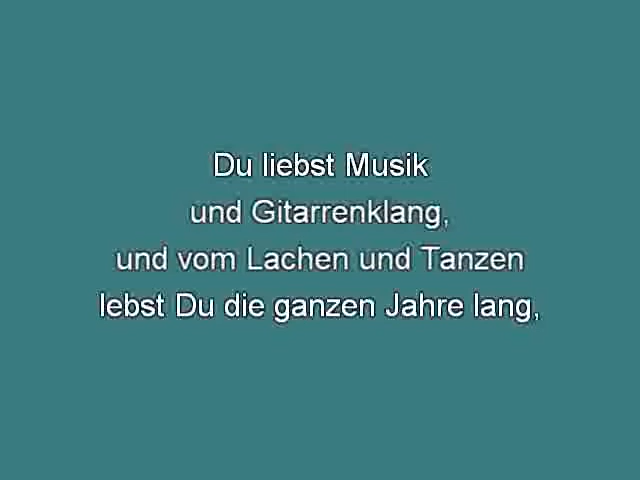 Du liebst Musik
und Gitarrenklang,
und vom Lachen und Tanzen
lebst Du die ganzen Jahre lang,